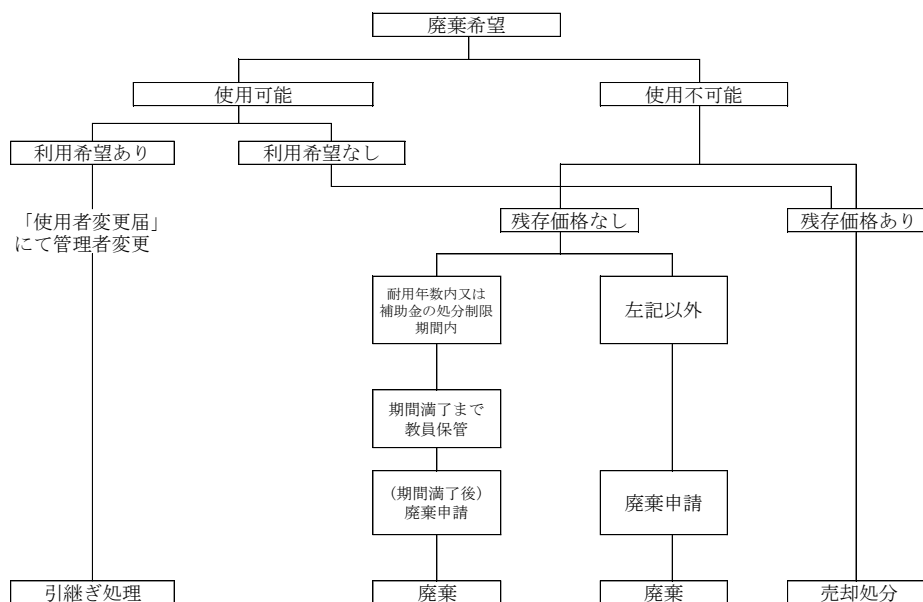 廃棄希望
使用可能
使用不可能
利用希望あり
利用希望なし
「使用者変更届」
にて管理者変更
残存価格なし
残存価格あり
耐用年数内又は
補助金の処分制限
期間内
左記以外
期間満了まで
教員保管
（期間満了後）
廃棄申請
廃棄申請
引継ぎ処理
廃棄
廃棄
売却処分